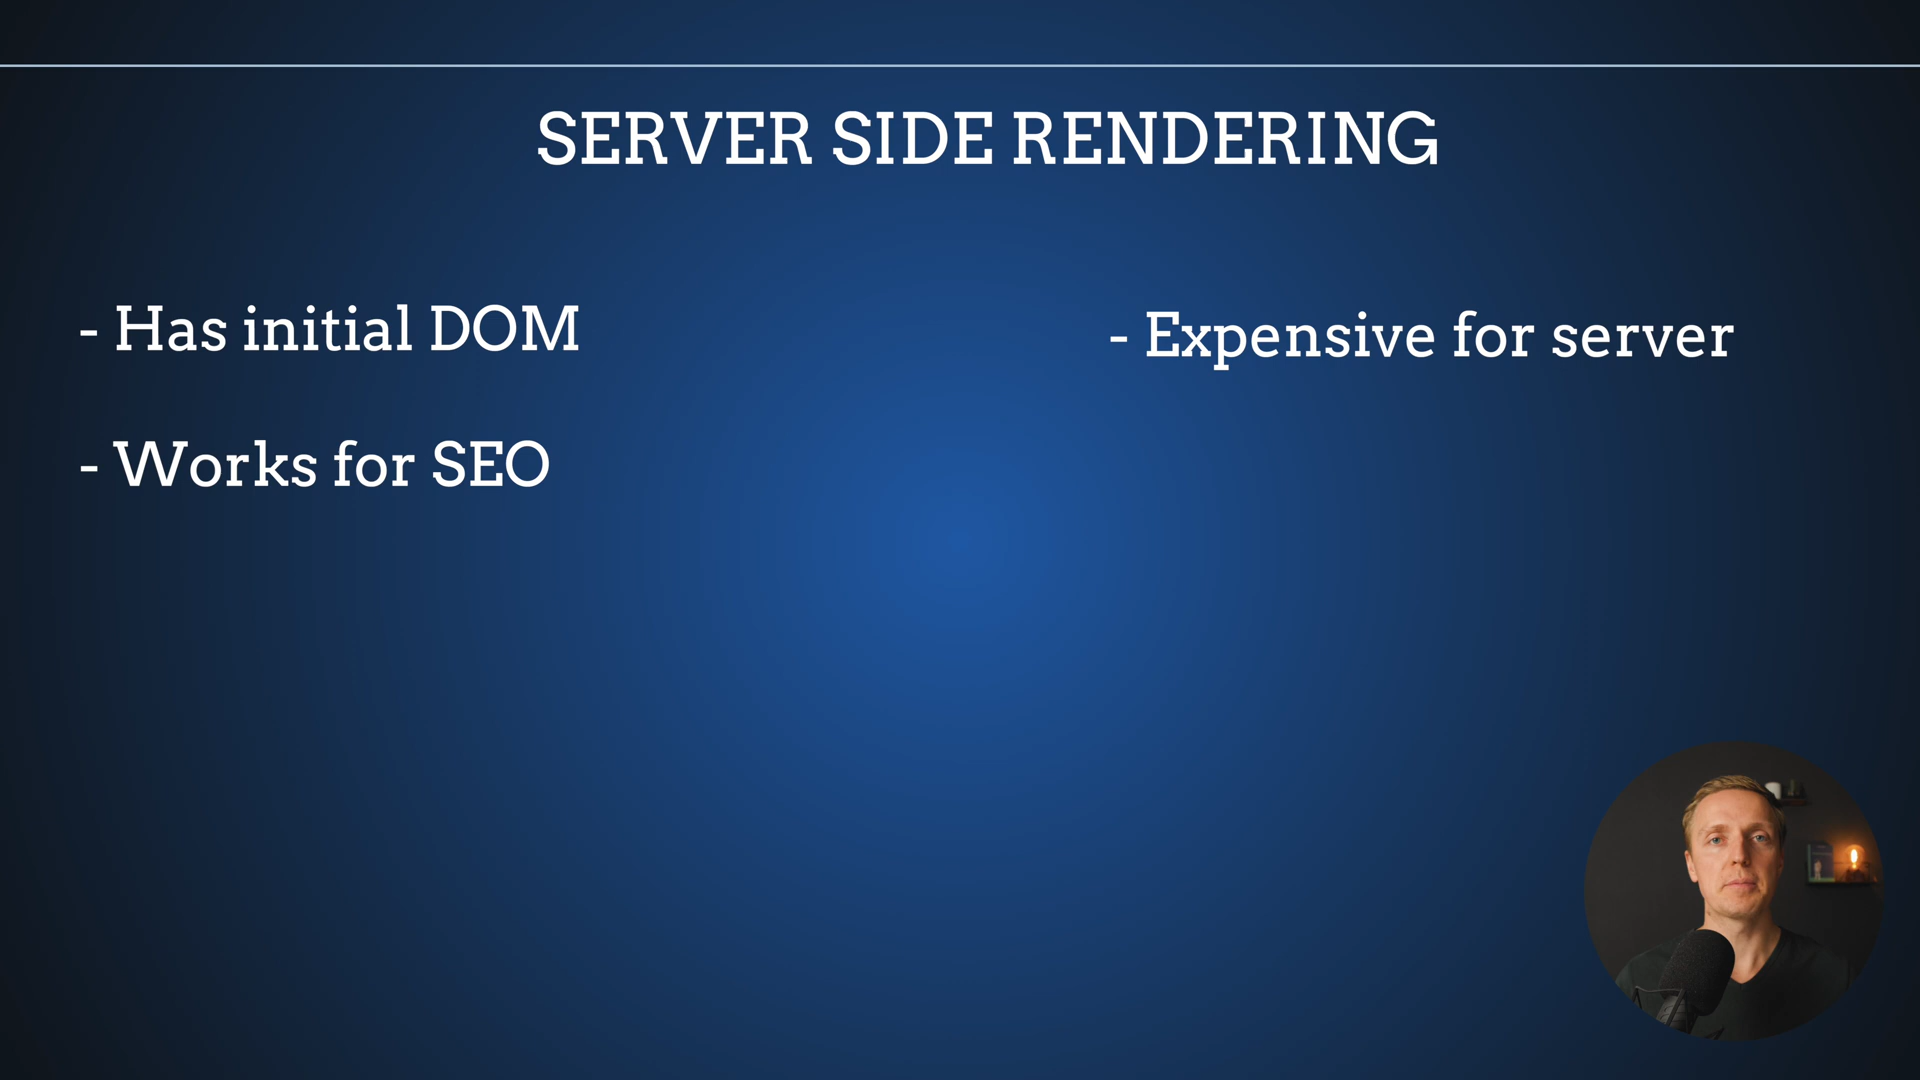 SERVER SIDE RENDERING
- Has initial DOM
- Works for SEO
- Expensive for server